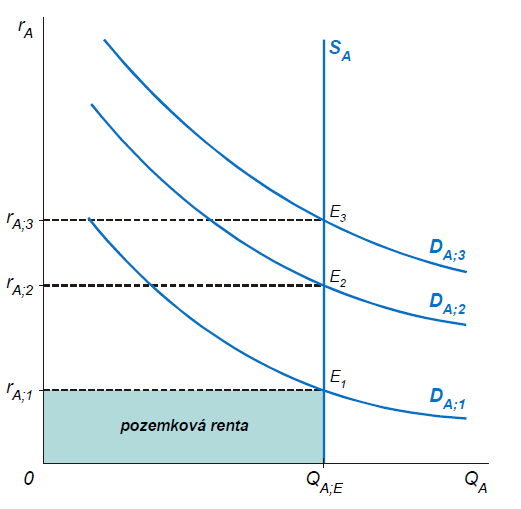 r_A
S_A
E_3
r_A;3
D_A;3
E_2
r_A;2
D_A;2
E_1
r_A;1
D_A;1
pozemková renta
0
Q_A;E
Q_A